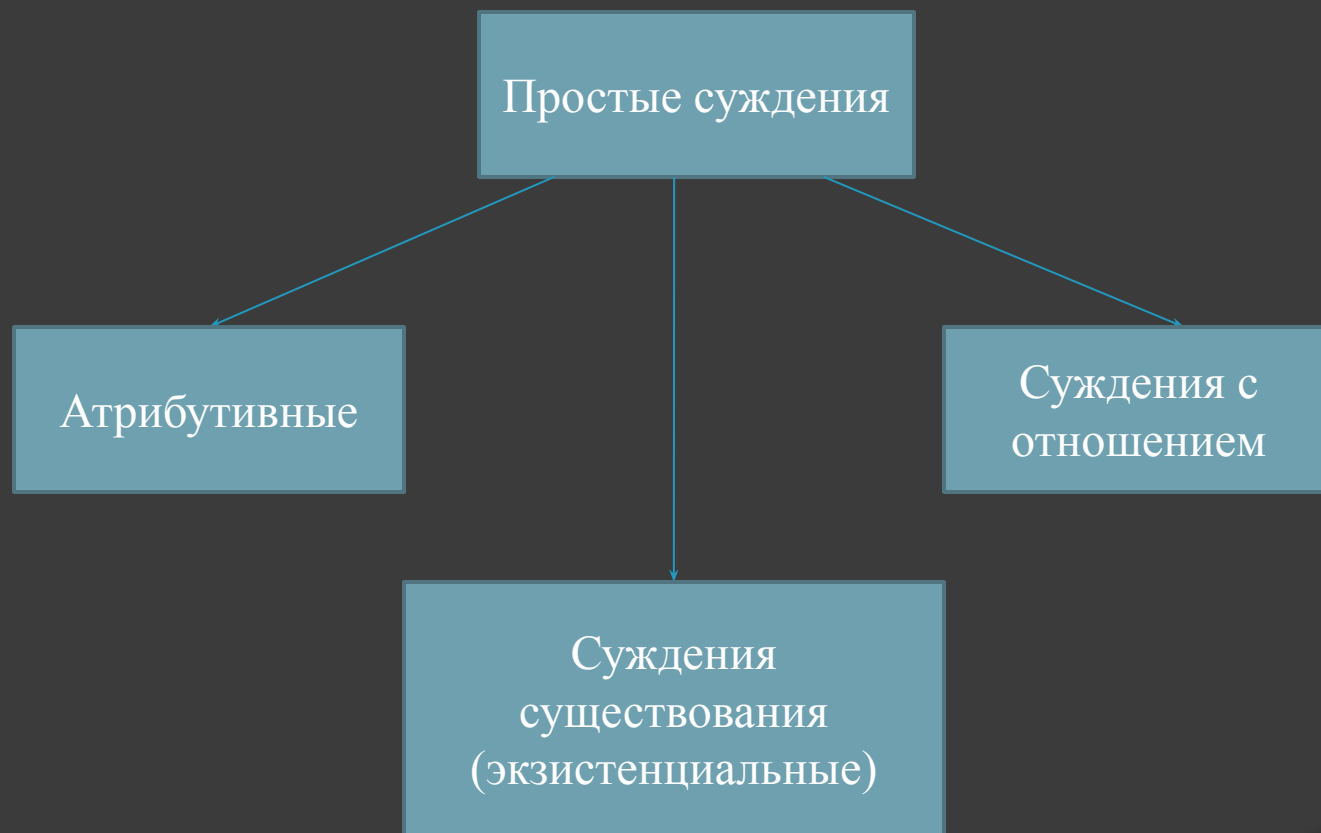 Простые суждения
Атрибутивные
Суждения с
отношением
Суждения
существования
(экзистенциальные)